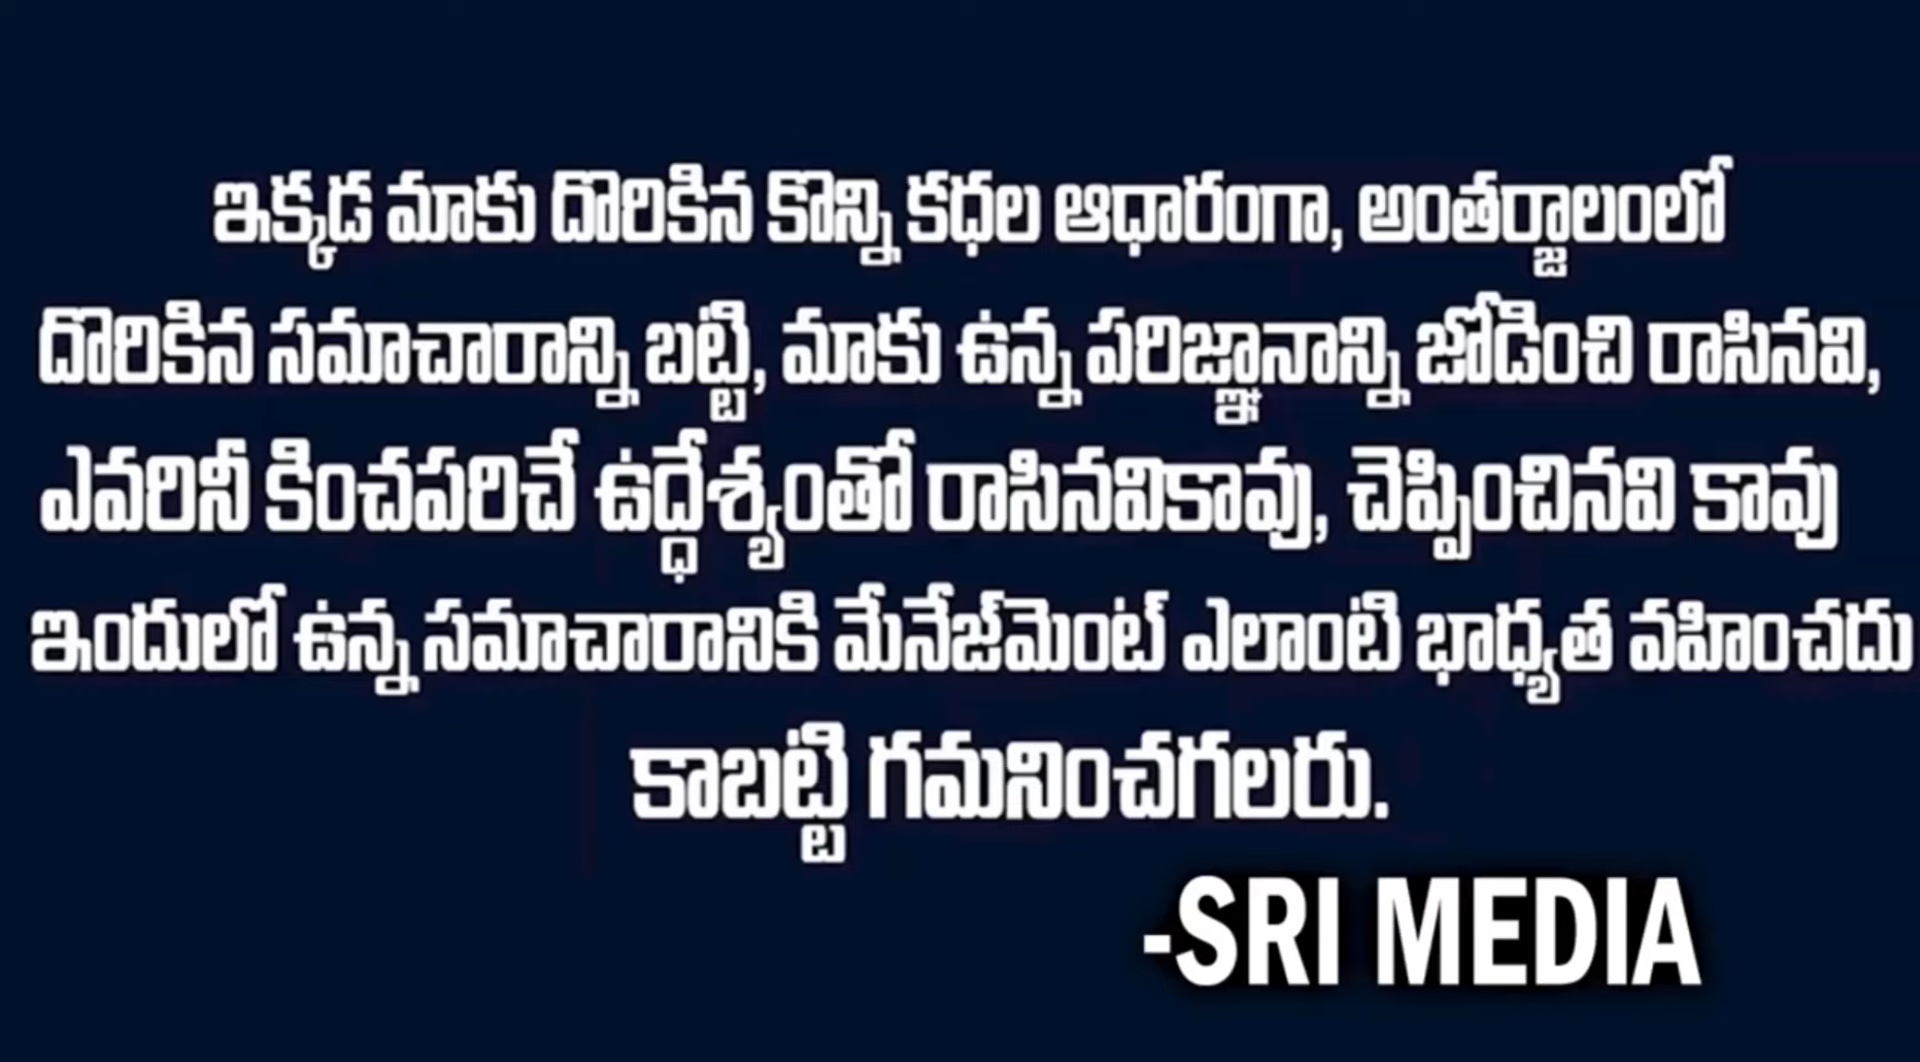 ఇక్కడ మాకు దొరికిన కొన్ని కధల ఆధారంగా, అంతర్జాలంలో
దొరికిన సమాచారాన్ని బట్టి, మాకు ఉన్న పరిజ్ఞానాన్ని జోడించి రాసినవి,
ఎవరినీ కించపరిచే ఉద్ధేశ్యంతో రాసినవికావు, చెప్పించినవి కావు
ఇందులో ఉన్న సమాచారానికి మేనేజ్‌మెంట్ ఎలాంటి భాధ్యత వహించదు
కాబట్టి గమనించగలరు.
-SRI MEDIA